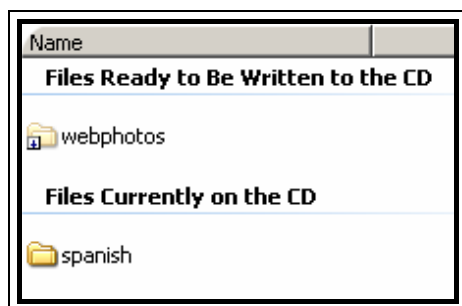 Name
Files Ready to Be Written to the CD
webphotos
Files Currently on the CD
spanish